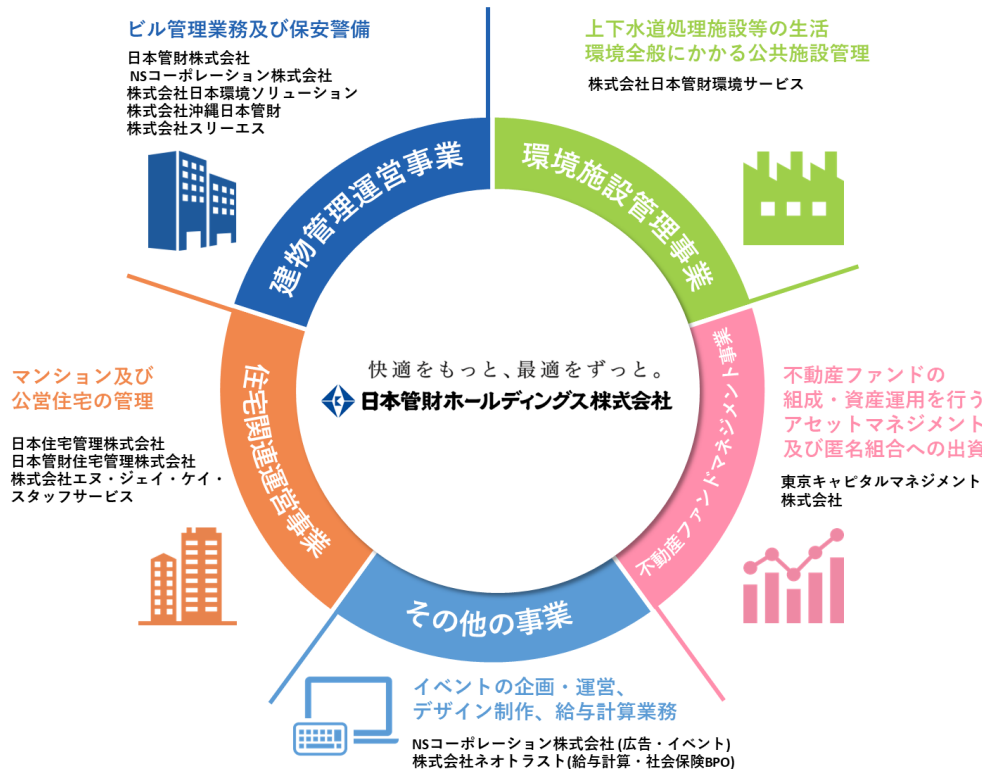 ビル管理業務及び保安警備
日本管財株式会社
NSコーポレーション株式会社
株式会社日本環境ソリューション
株式会社沖縄日本管財
株式会社スリーエス
上下水道処理施設等の生活
環境全般にかかる公共施設管理
株式会社日本管財環境サービス
建物管理運営事業
環境施設管理事業
快適をもっと、最適をずっと。
日本管財ホールディングス株式会社
マンション及び
公営住宅の管理
日本住宅管理株式会社
日本管財住宅管理株式会社
株式会社エヌ・ジェイ・ケイ・
スタッフサービス
住宅関連運営事業
不動産ファンドマネジメント事業
不動産ファンドの
組成・資産運用を行う
アセットマネジメント
及び匿名組合への出資
東京キャピタルマネジメント
株式会社
その他の事業
イベントの企画・運営、
デザイン制作、給与計算業務
NSコーポレーション株式会社 (広告・イベント)
株式会社ネオトラスト(給与計算・社会保険BPO)